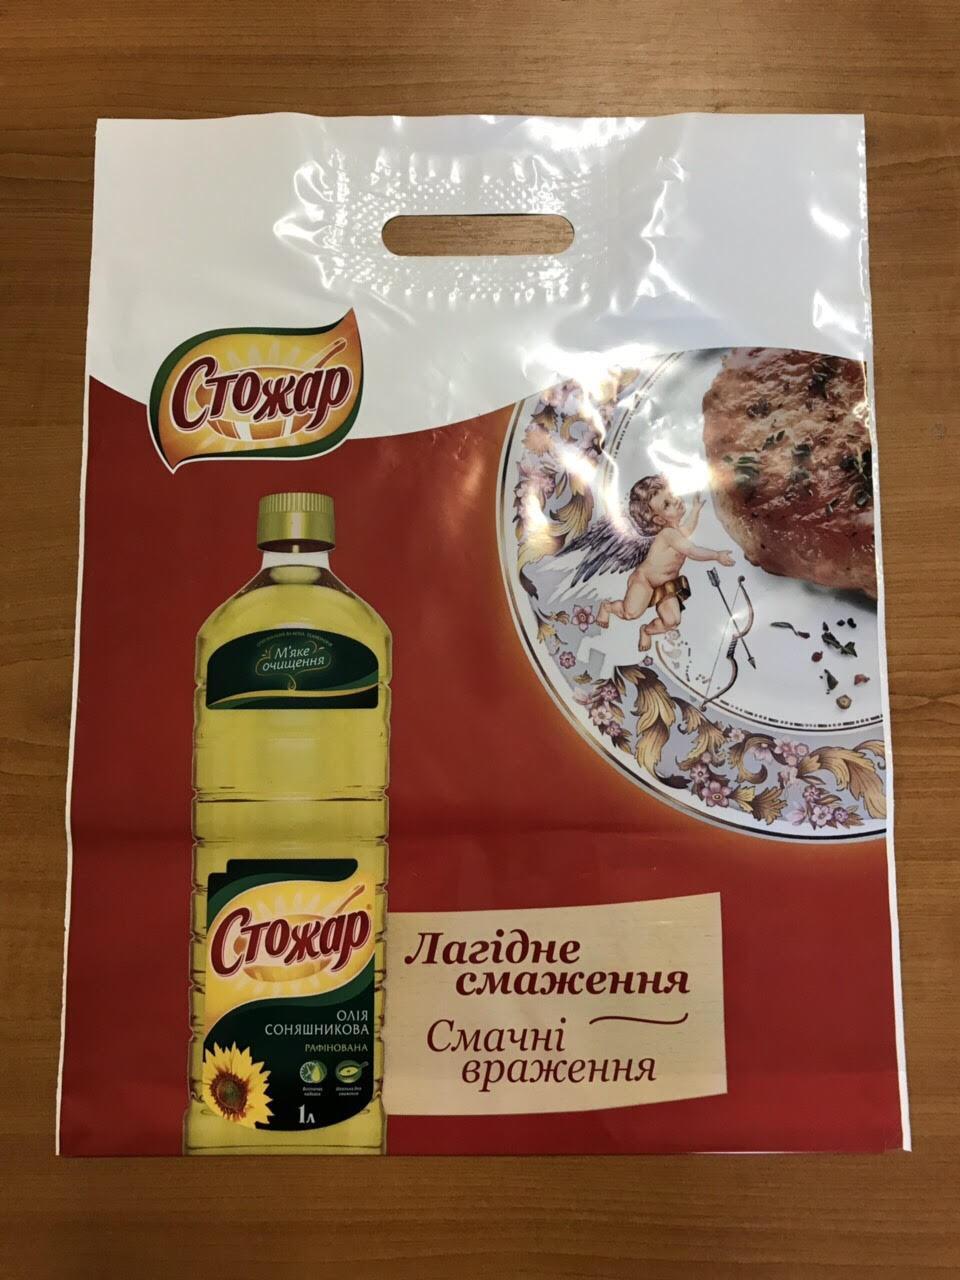 Стожар
М'яке
очищення
Стожар
ОЛІЯ
СОНЯШНИКОВА
РАФІНОВАНА
1л
Лагідне
смаження
Смачні
враження